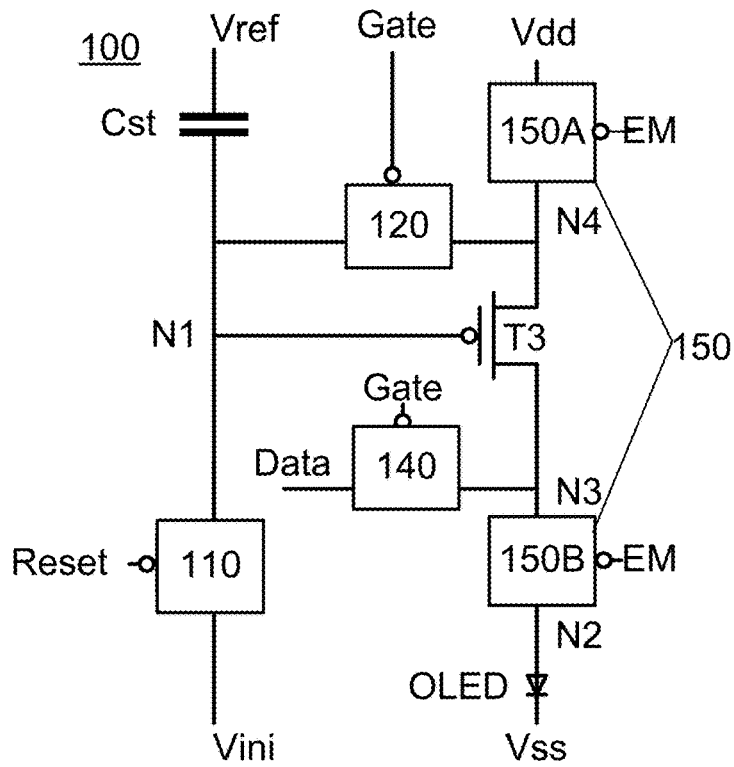 100
Vref
Gate
Vdd
Cst
150A
EM
120
N4
N1
T3
150
Gate
Data
140
N3
Reset
110
150B
EM
N2
OLED
Vini
Vss